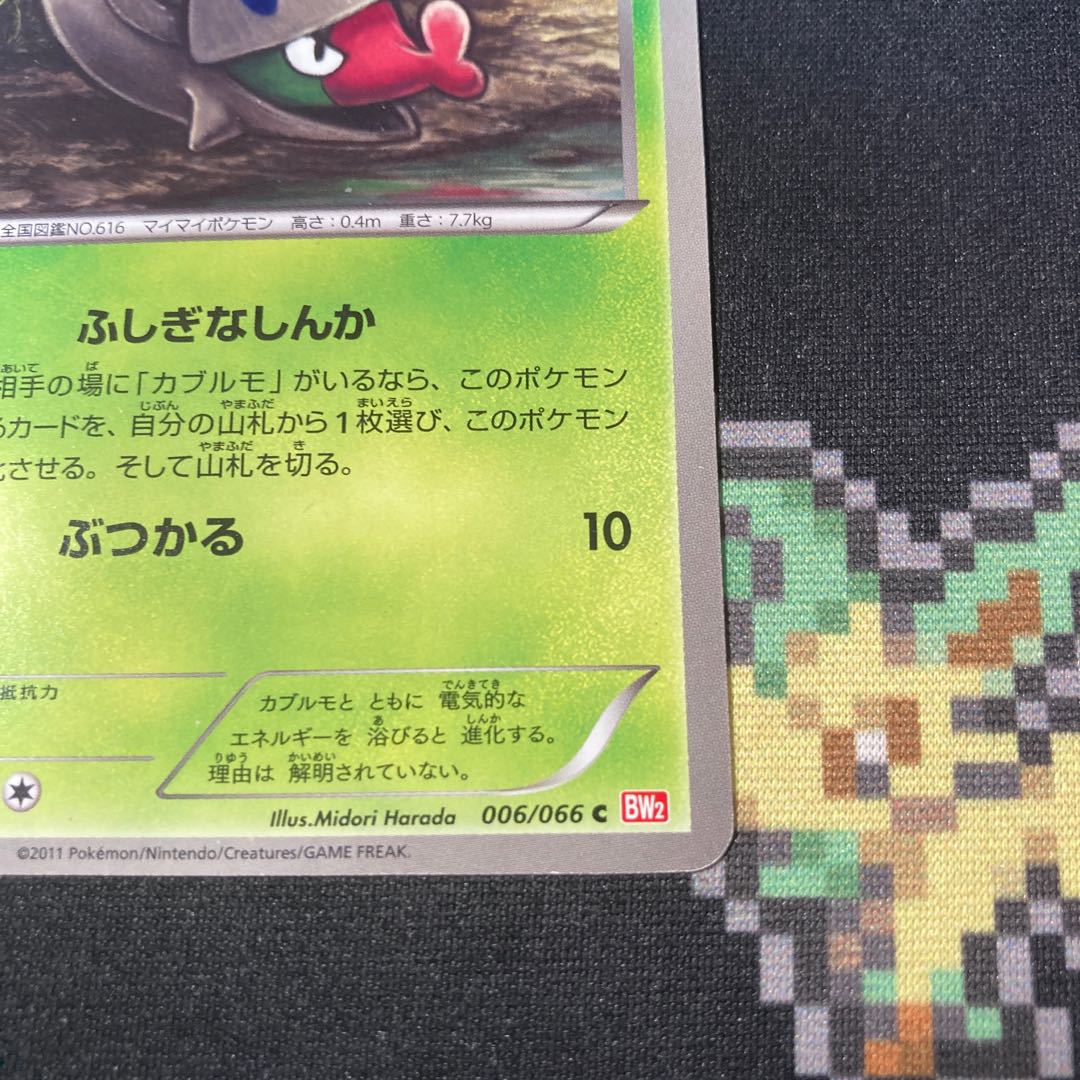 全国図鑑NO.616 マイマイポケモン 高さ:0.4m 重さ:7.7kg
ふしぎなしんか
相手の場に「カブルモ」がいるなら、このポケモン
るカードを、自分の山札から1枚選び、このポケモン
化させる。そして山札を切る。
ぶつかる 10
抵抗力
カブルモと ともに 電気的な
エネルギーを 浴びると 進化する。
理由は 解明されていない。
Illus.Midori Harada 006/066 C BW2
©2011 Pokémon/Nintendo/Creatures/GAME FREAK.